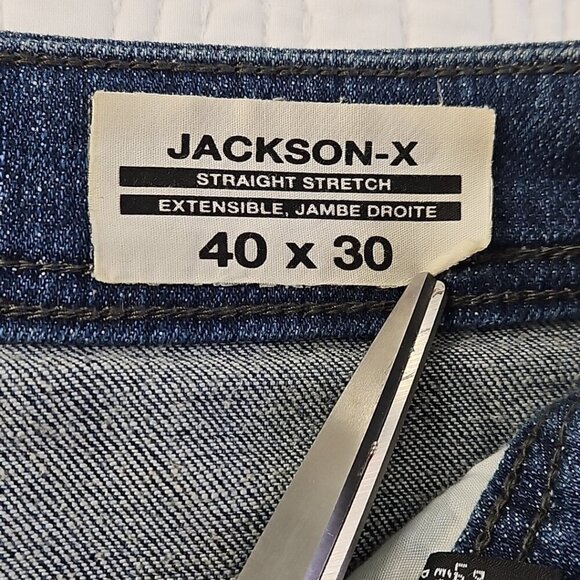 JACKSON-X
STRAIGHT STRETCH
EXTENSIBLE, JAMBE DROITE
40 x 30